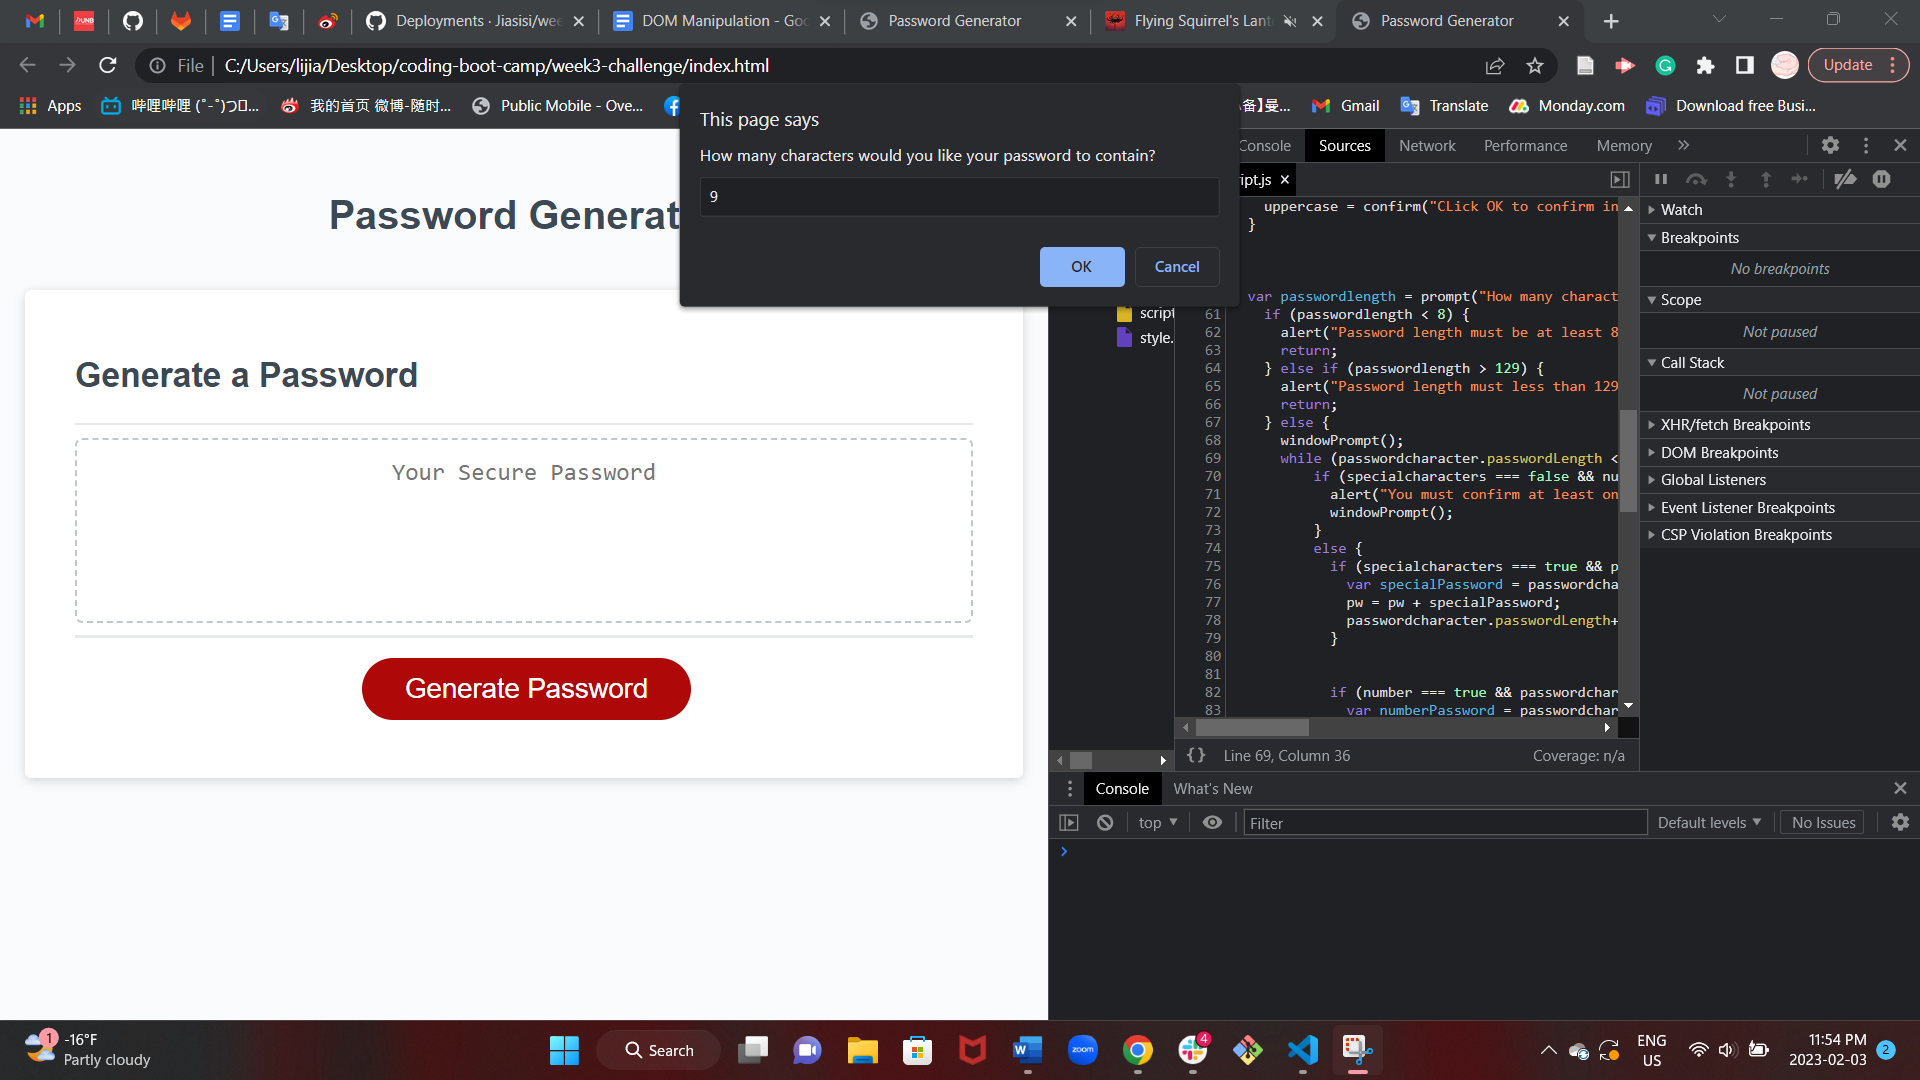 Deployments · Jiasisi/wee
DOM Manipulation - Goo
Password Generator
Flying Squirrel's Lante
Password Generator
File
C:/Users/lijia/Desktop/coding-boot-camp/week3-challenge/index.html
Update
Apps
哔哩哔哩 (゜-゜)つロ...
我的首页 微博-随时...
Public Mobile - Ove...
备】曼...
Gmail
Translate
Monday.com
Download free Busi...
This page says
How many characters would you like your password to contain?
9
OK
Cancel
Password Generat
Generate a Password
Your Secure Password
Generate Password
Console
Sources
Network
Performance
Memory
ipt.js
script
style.
uppercase = confirm("CLick OK to confirm in
}
var passwordlength = prompt("How many charact
61 if (passwordlength < 8) {
62 alert("Password length must be at least 8
63 return;
64 } else if (passwordlength > 129) {
65 alert("Password length must less than 129
66 return;
67 } else {
68 windowPrompt();
69 while (passwordcharacter.passwordLength <
70 if (specialcharacters === false && nu
71 alert("You must confirm at least on
72 windowPrompt();
73 }
74 else {
75 if (specialcharacters === true && p
76 var specialPassword = passwordcha
77 pw = pw + specialPassword;
78 passwordcharacter.passwordLength+
79 }
80
81
82 if (number === true && passwordchar
83 var numberPassword = passwordchar
{} Line 69, Column 36
Coverage: n/a
Watch
Breakpoints
No breakpoints
Scope
Not paused
Call Stack
Not paused
XHR/fetch Breakpoints
DOM Breakpoints
Global Listeners
Event Listener Breakpoints
CSP Violation Breakpoints
Console
What's New
top
Filter
Default levels
No Issues
1
-16°F
Partly cloudy
Search
zoom
4
ENG
US
11:54 PM
2023-02-03
2